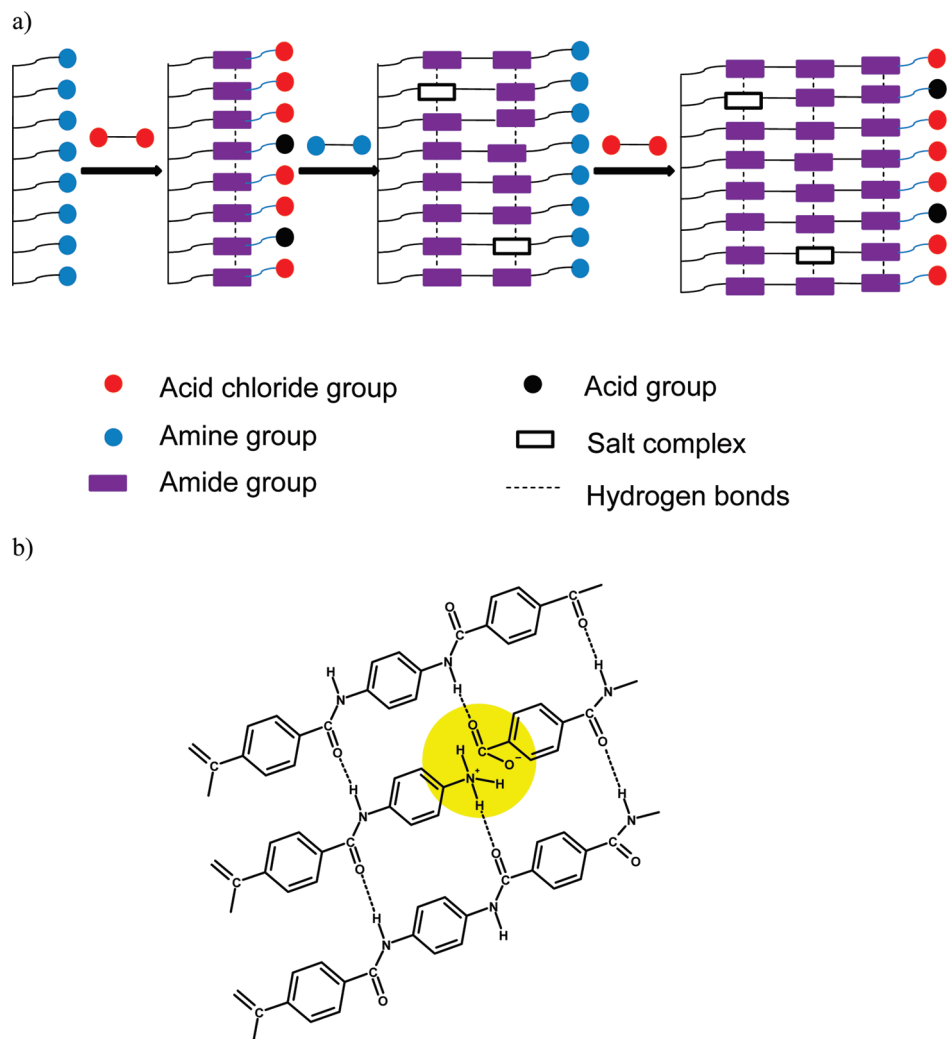 a)
Acid chloride group
Acid group
Amine group
Salt complex
Amide group
Hydrogen bonds
b)
O
C
O
C
H
N
H
N
H
N
O
C
C
O
C
O
H
C
O
C
O⁻
H
N⁺
H
H
H
N
H
N
C
O
C
O
O
C
C
O
C
H
N
N
H
C
O
C